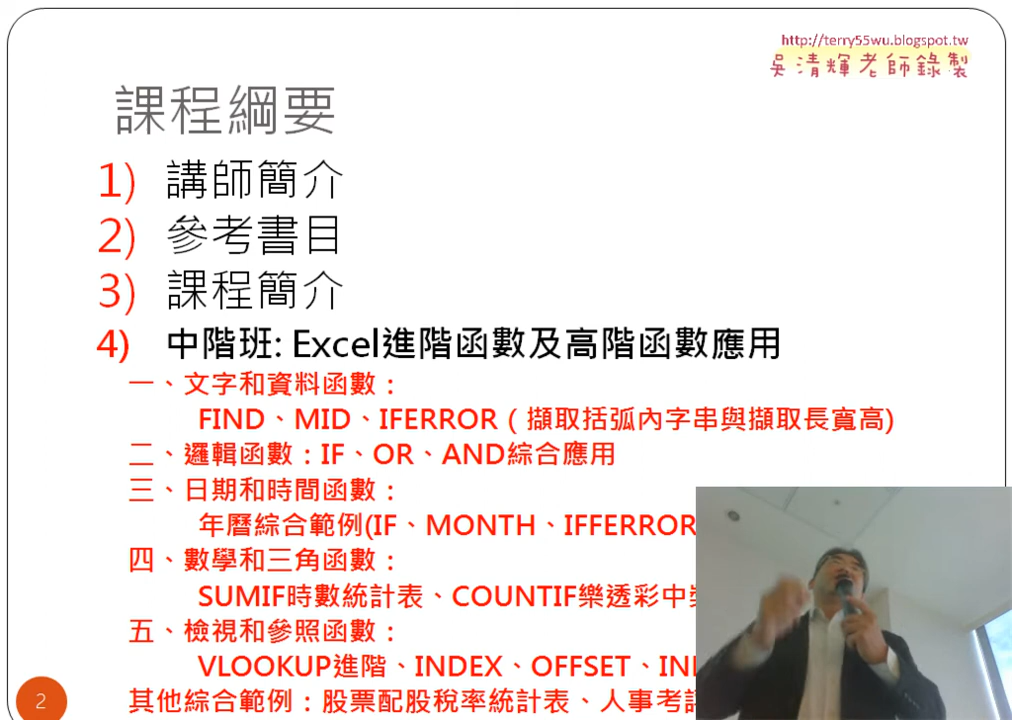 http://terry55wu.blogspot.tw
吳清輝老師錄製
課程綱要
1) 講師簡介
2) 參考書目
3) 課程簡介
4) 中階班: Excel進階函數及高階函數應用
一、文字和資料函數：
FIND、MID、IFERROR（擷取括弧內字串與擷取長寬高)
二、邏輯函數：IF、OR、AND綜合應用
三、日期和時間函數：
年曆綜合範例(IF、MONTH、IFFERROR
四、數學和三角函數：
SUMIF時數統計表、COUNTIF樂透彩中
五、檢視和參照函數：
VLOOKUP進階、INDEX、OFFSET、IN
其他綜合範例：股票配股稅率統計表、人事考
2